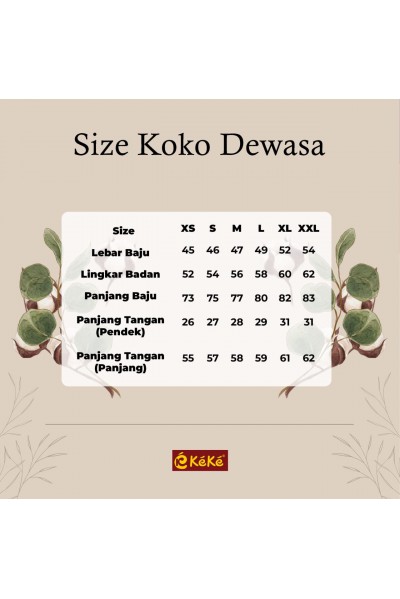 Size Koko Dewasa
Size XS S M L XL XXL
Lebar Baju 45 46 47 49 52 54
Lingkar Badan 52 54 56 58 60 62
Panjang Baju 73 75 77 80 82 83
Panjang Tangan (Pendek) 26 27 28 29 31 31
Panjang Tangan (Panjang) 55 57 58 59 61 62
é KéKé®